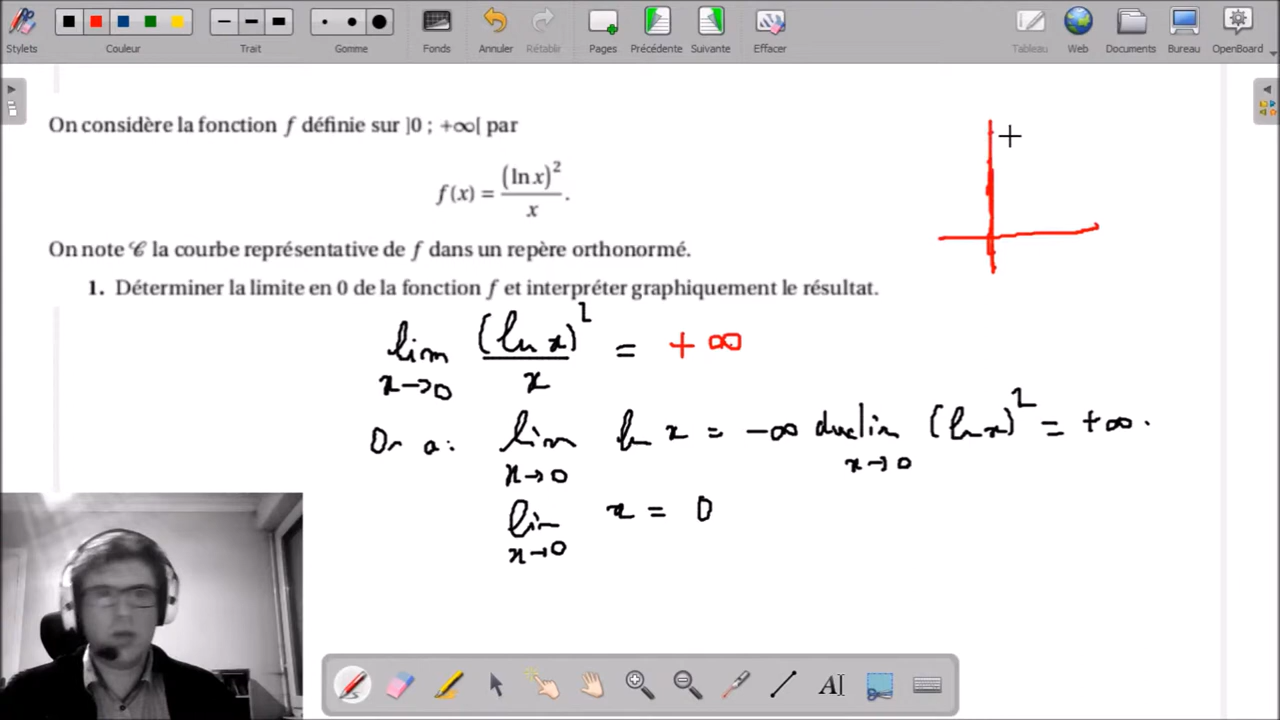 Stylets Couleur Trait Gomme Fonds Annuler Rétablir Pages Précédente Suivante Effacer Tableau Web Documents Bureau OpenBoard
On considère la fonction f définie sur ]0 ; +∞[ par
f(x) = (ln x)² / x.
On note 𝒞 la courbe représentative de f dans un repère orthonormé.
1. Déterminer la limite en 0 de la fonction f et interpréter graphiquement le résultat.
lim x→0 (ln x)² / x = +∞
On a: lim x→0 ln x = -∞ donc lim x→0 (ln x)² = +∞.
lim x→0 x = 0
AI